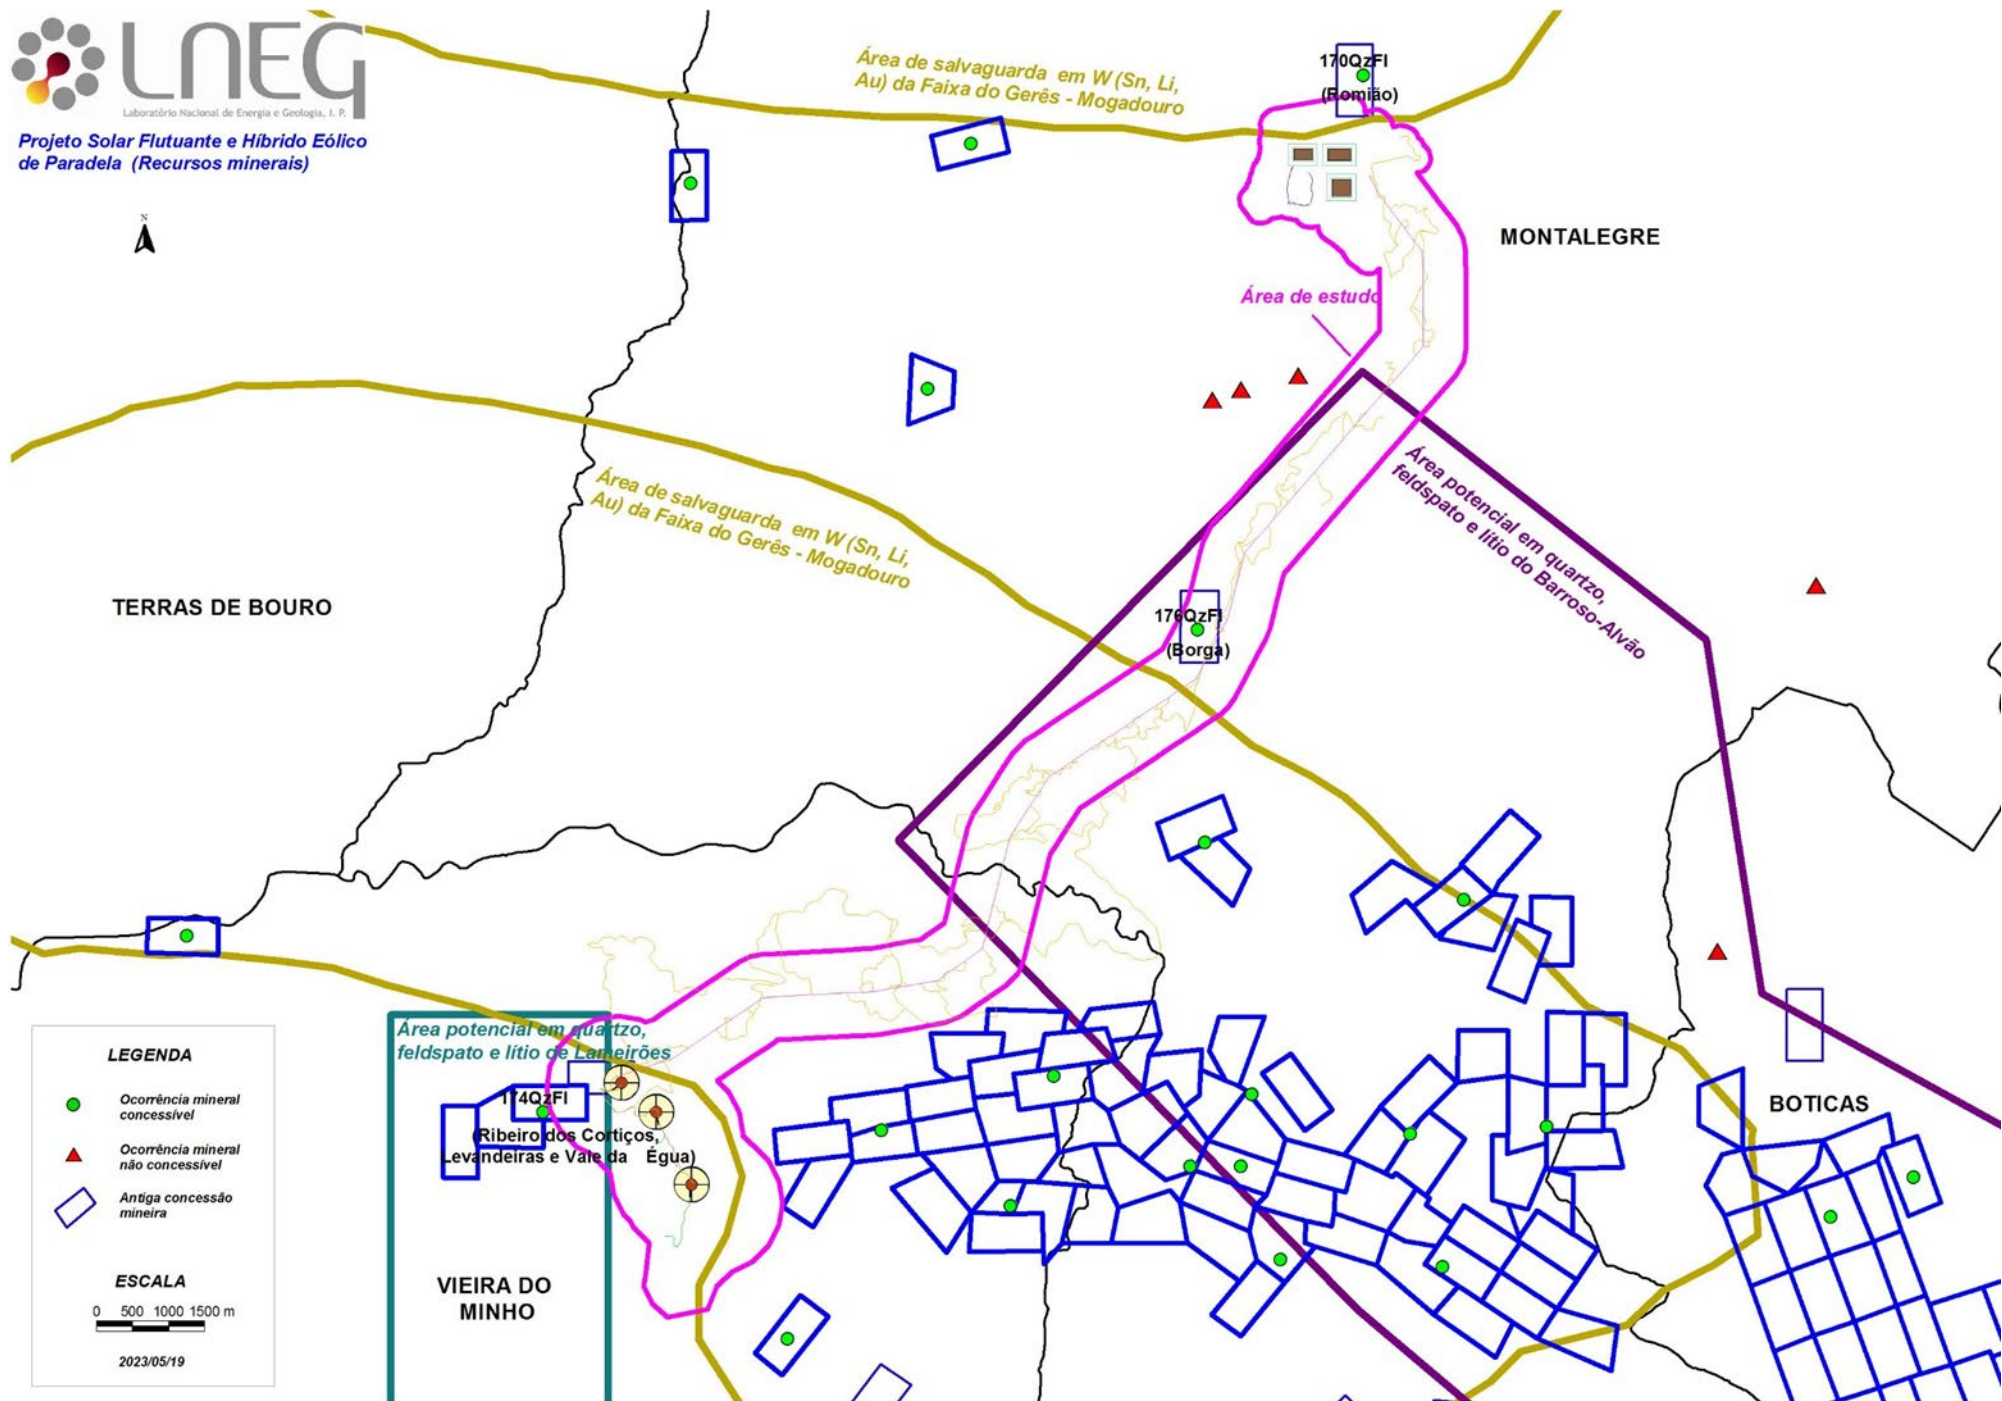 LNEG
Laboratório Nacional de Energia e Geologia, I. P.
Projeto Solar Flutuante e Híbrido Eólico
de Paradela (Recursos minerais)
N
Área de salvaguarda em W (Sn, Li,
Au) da Faixa do Gerês - Mogadouro
170QzFl
(Romião)
MONTALEGRE
Área de estudo
Área de salvaguarda em W (Sn, Li,
Au) da Faixa do Gerês - Mogadouro
Área potencial em quartzo,
feldspato e lítio do Barroso-Alvão
TERRAS DE BOURO
176QzFl
(Borga)
Área potencial em quartzo,
feldspato e lítio de Lameirões
174QzFl
(Ribeiro dos Cortiços,
Levandeiras e Vale da Égua)
BOTICAS
VIEIRA DO
MINHO
LEGENDA
Ocorrência mineral
concessível
Ocorrência mineral
não concessível
Antiga concessão
mineira
ESCALA
0 500 1000 1500 m
2023/05/19